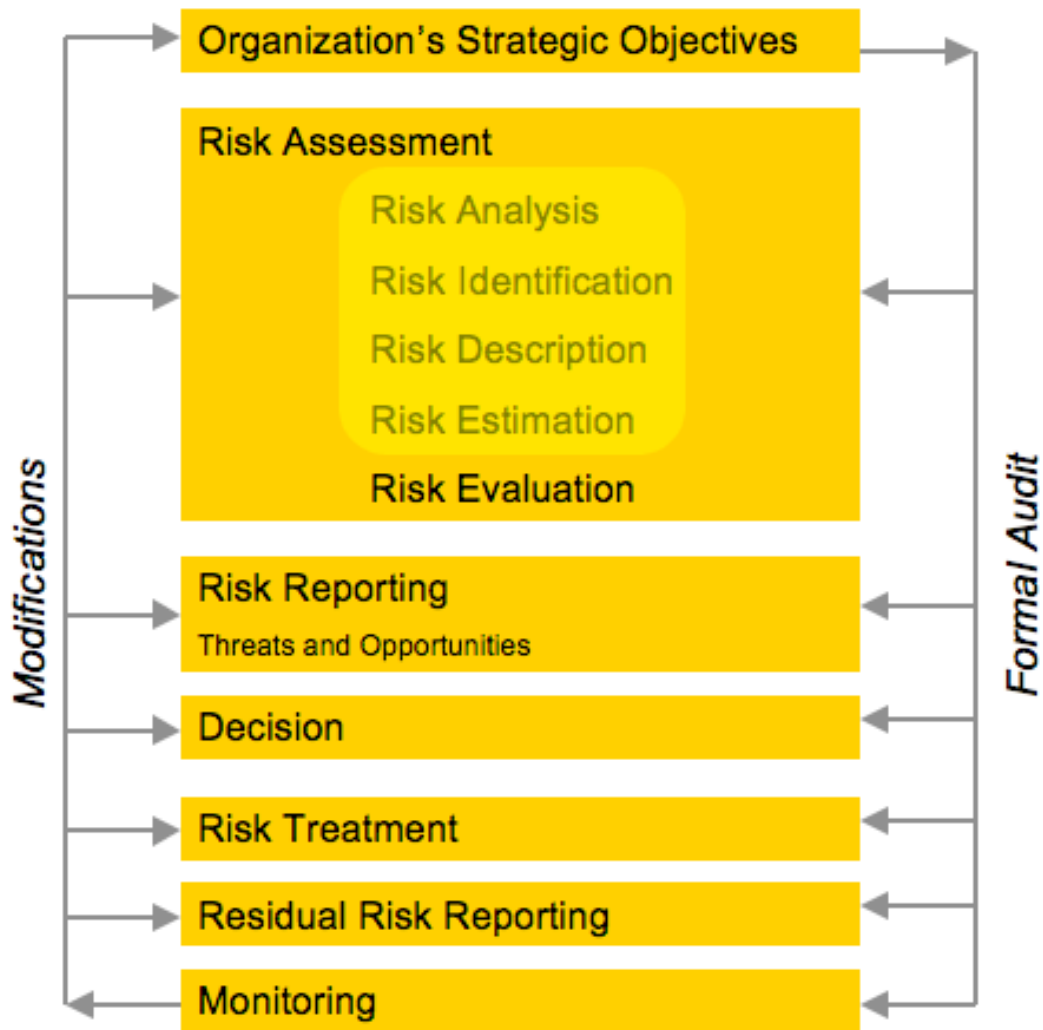 Organization’s Strategic Objectives
Risk Assessment
Risk Analysis
Risk Identification
Risk Description
Risk Estimation
Risk Evaluation
Risk Reporting
Threats and Opportunities
Decision
Risk Treatment
Residual Risk Reporting
Monitoring
Modifications
Formal Audit